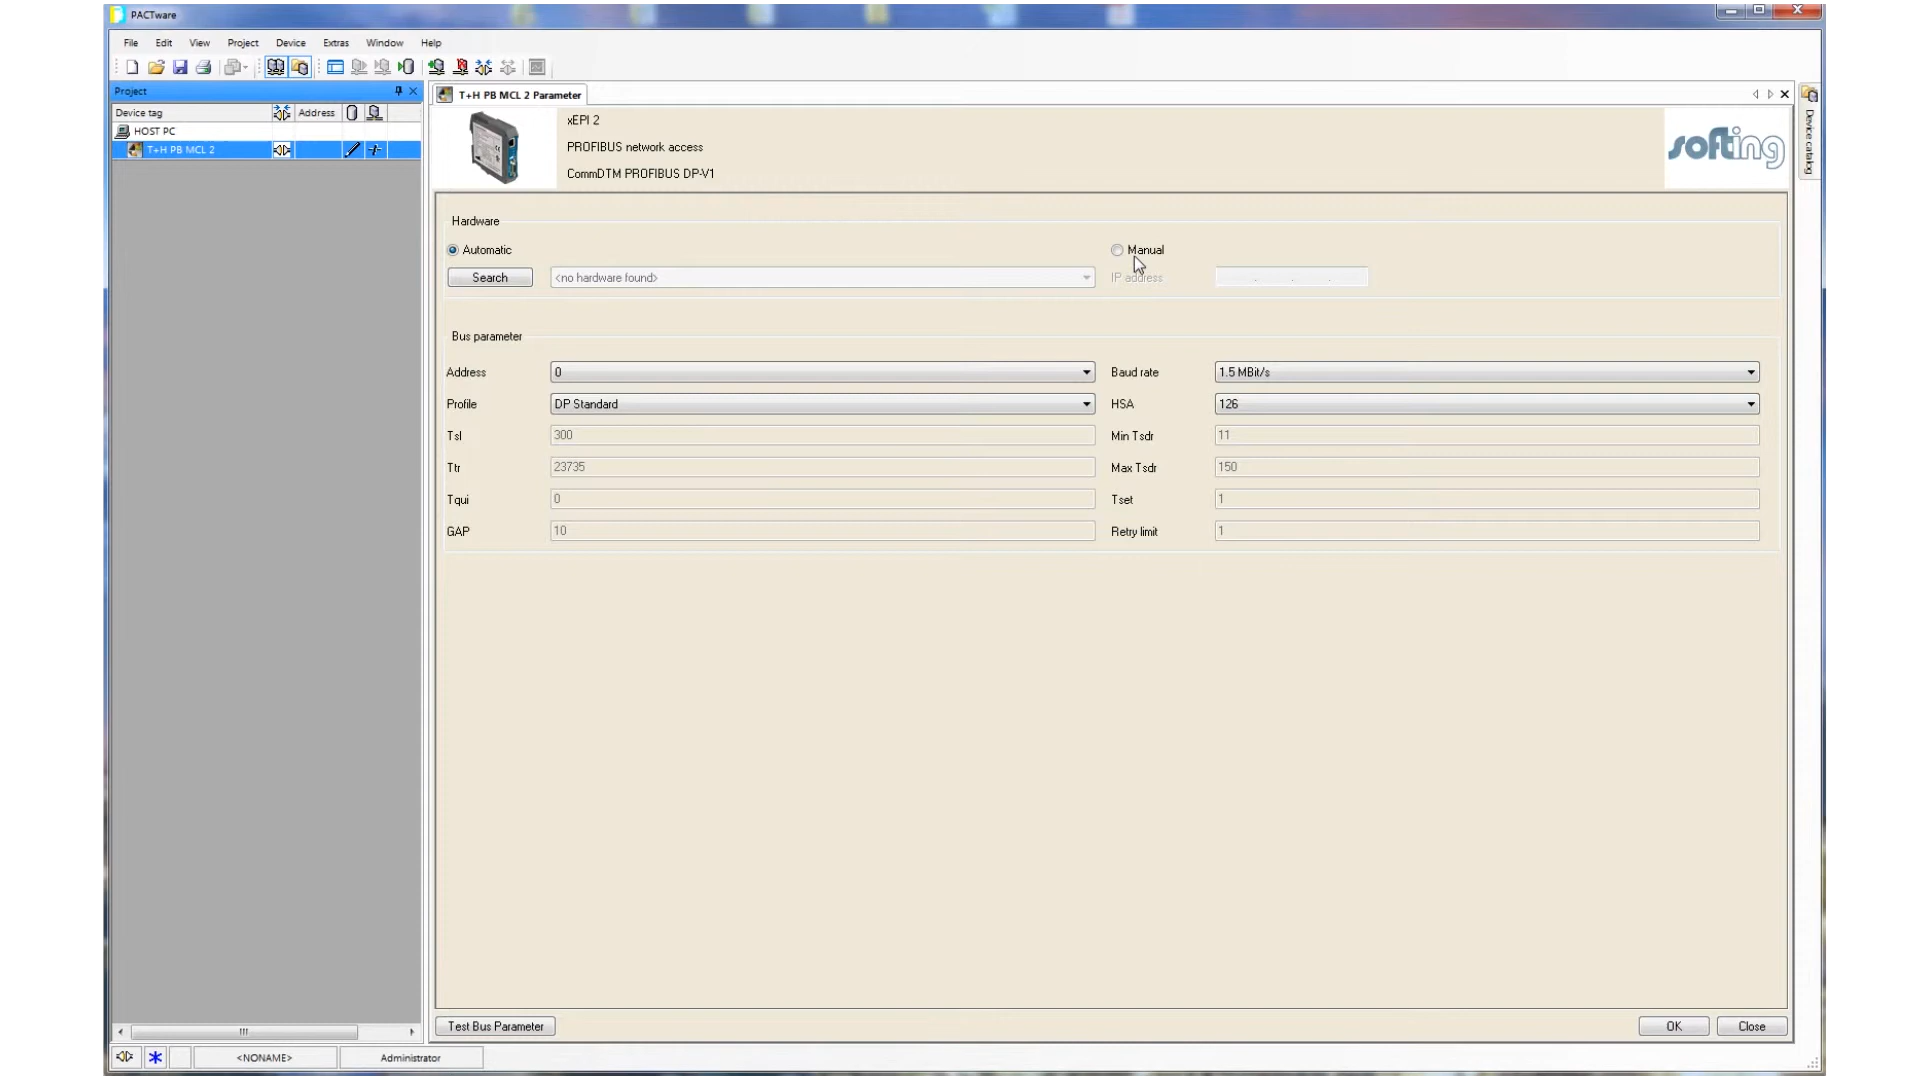 PACTware
File Edit View Project Device Extras Window Help
Project
Device tag Address
HOST PC
T+H PB MCL 2
T+H PB MCL 2 Parameter
xEPI 2
PROFIBUS network access
CommDTM PROFIBUS DP-V1
softing
Device catalog
Hardware
Automatic
Manual
Search
<no hardware found>
IP address
Bus parameter
Address 0 Baud rate 1.5 MBit/s
Profile DP Standard HSA 126
Tsl 300 Min Tsdr 11
Ttr 23735 Max Tsdr 150
Tqui 0 Tset 1
GAP 10 Retry limit 1
Test Bus Parameter
OK Close
<NONAME> Administrator